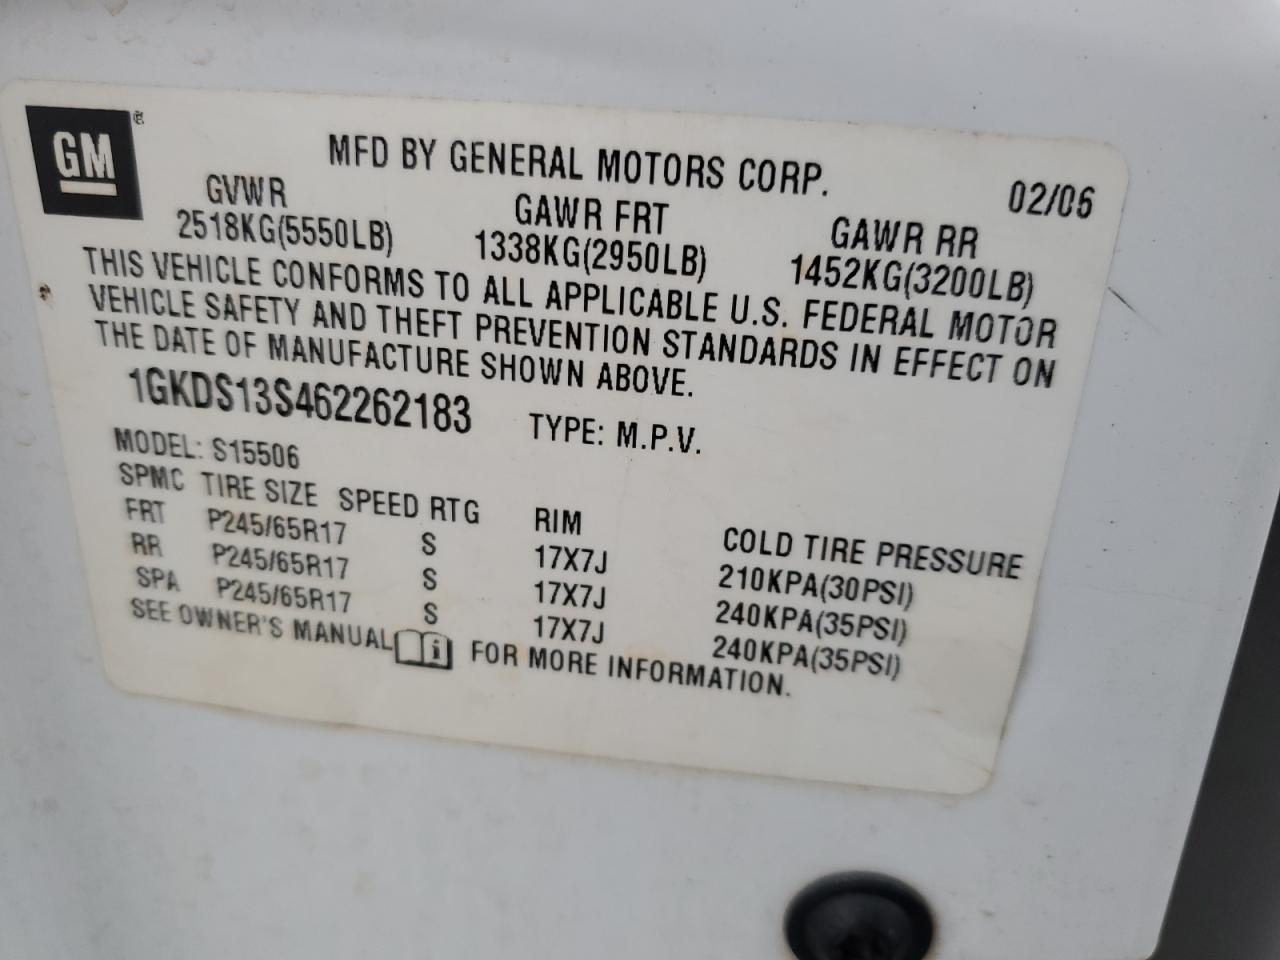 GM
MFD BY GENERAL MOTORS CORP.
02/06
GVWR GAWR FRT GAWR RR
2518KG(5550LB) 1338KG(2950LB) 1452KG(3200LB)
THIS VEHICLE CONFORMS TO ALL APPLICABLE U.S. FEDERAL MOTOR
VEHICLE SAFETY AND THEFT PREVENTION STANDARDS IN EFFECT ON
THE DATE OF MANUFACTURE SHOWN ABOVE.
1GKDS13S462262183 TYPE: M.P.V.
MODEL: S15506
SPMC TIRE SIZE SPEED RTG RIM COLD TIRE PRESSURE
FRT P245/65R17 S 17X7J 210KPA(30PSI)
RR P245/65R17 S 17X7J 240KPA(35PSI)
SPA P245/65R17 S 17X7J 240KPA(35PSI)
SEE OWNER'S MANUAL i FOR MORE INFORMATION.